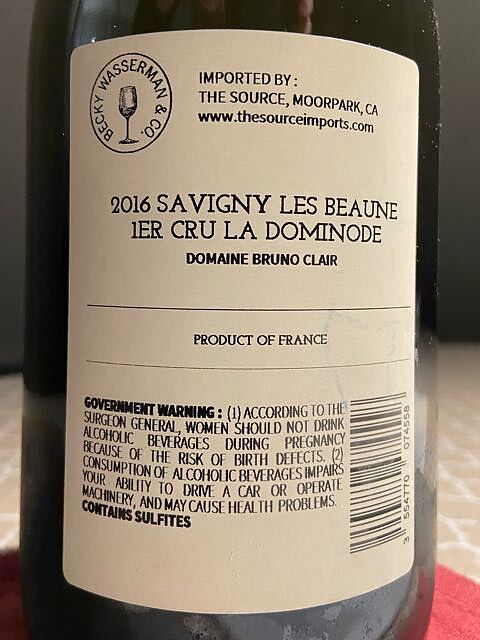 BECKY WASSERMAN & CO.
IMPORTED BY :
THE SOURCE, MOORPARK, CA
www.thesourceimports.com
2016 SAVIGNY LES BEAUNE
1ER CRU LA DOMINODE
DOMAINE BRUNO CLAIR
PRODUCT OF FRANCE
GOVERNMENT WARNING : (1) ACCORDING TO THE
SURGEON GENERAL, WOMEN SHOULD NOT DRINK
ALCOHOLIC BEVERAGES DURING PREGNANCY
BECAUSE OF THE RISK OF BIRTH DEFECTS. (2)
CONSUMPTION OF ALCOHOLIC BEVERAGES IMPAIRS
YOUR ABILITY TO DRIVE A CAR OR OPERATE
MACHINERY, AND MAY CAUSE HEALTH PROBLEMS.
CONTAINS SULFITES
3 554770 074558